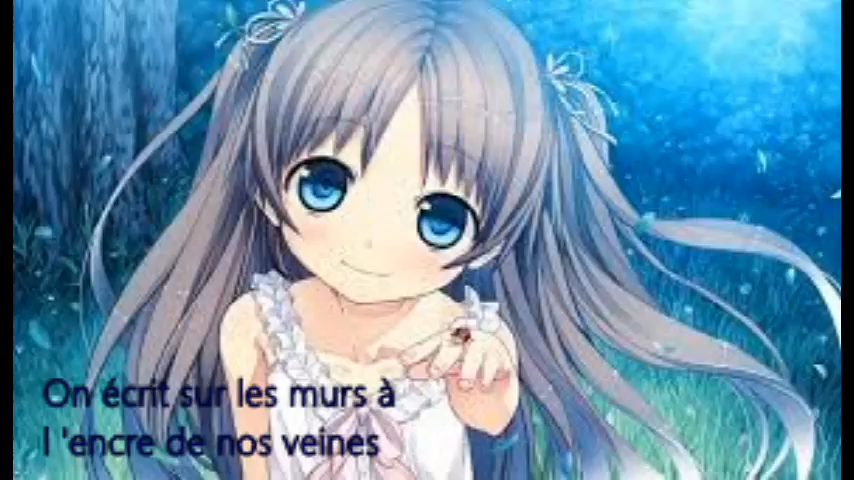 On écrit sur les murs à
l 'encre de nos veines